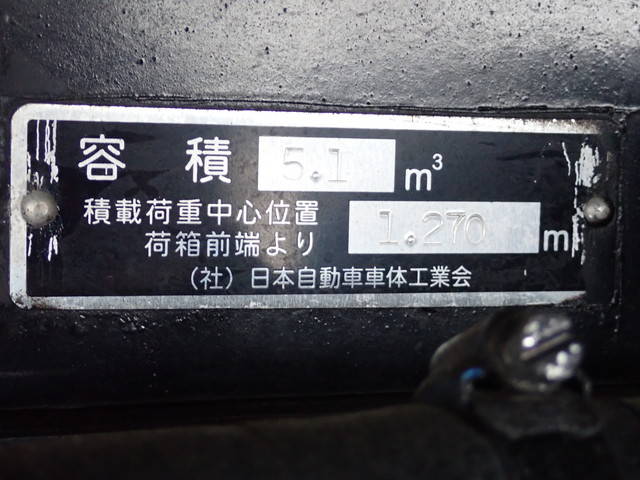 容積 5.1 m³
積載荷重中心位置
荷箱前端より 1.270 m
（社）日本自動車車体工業会